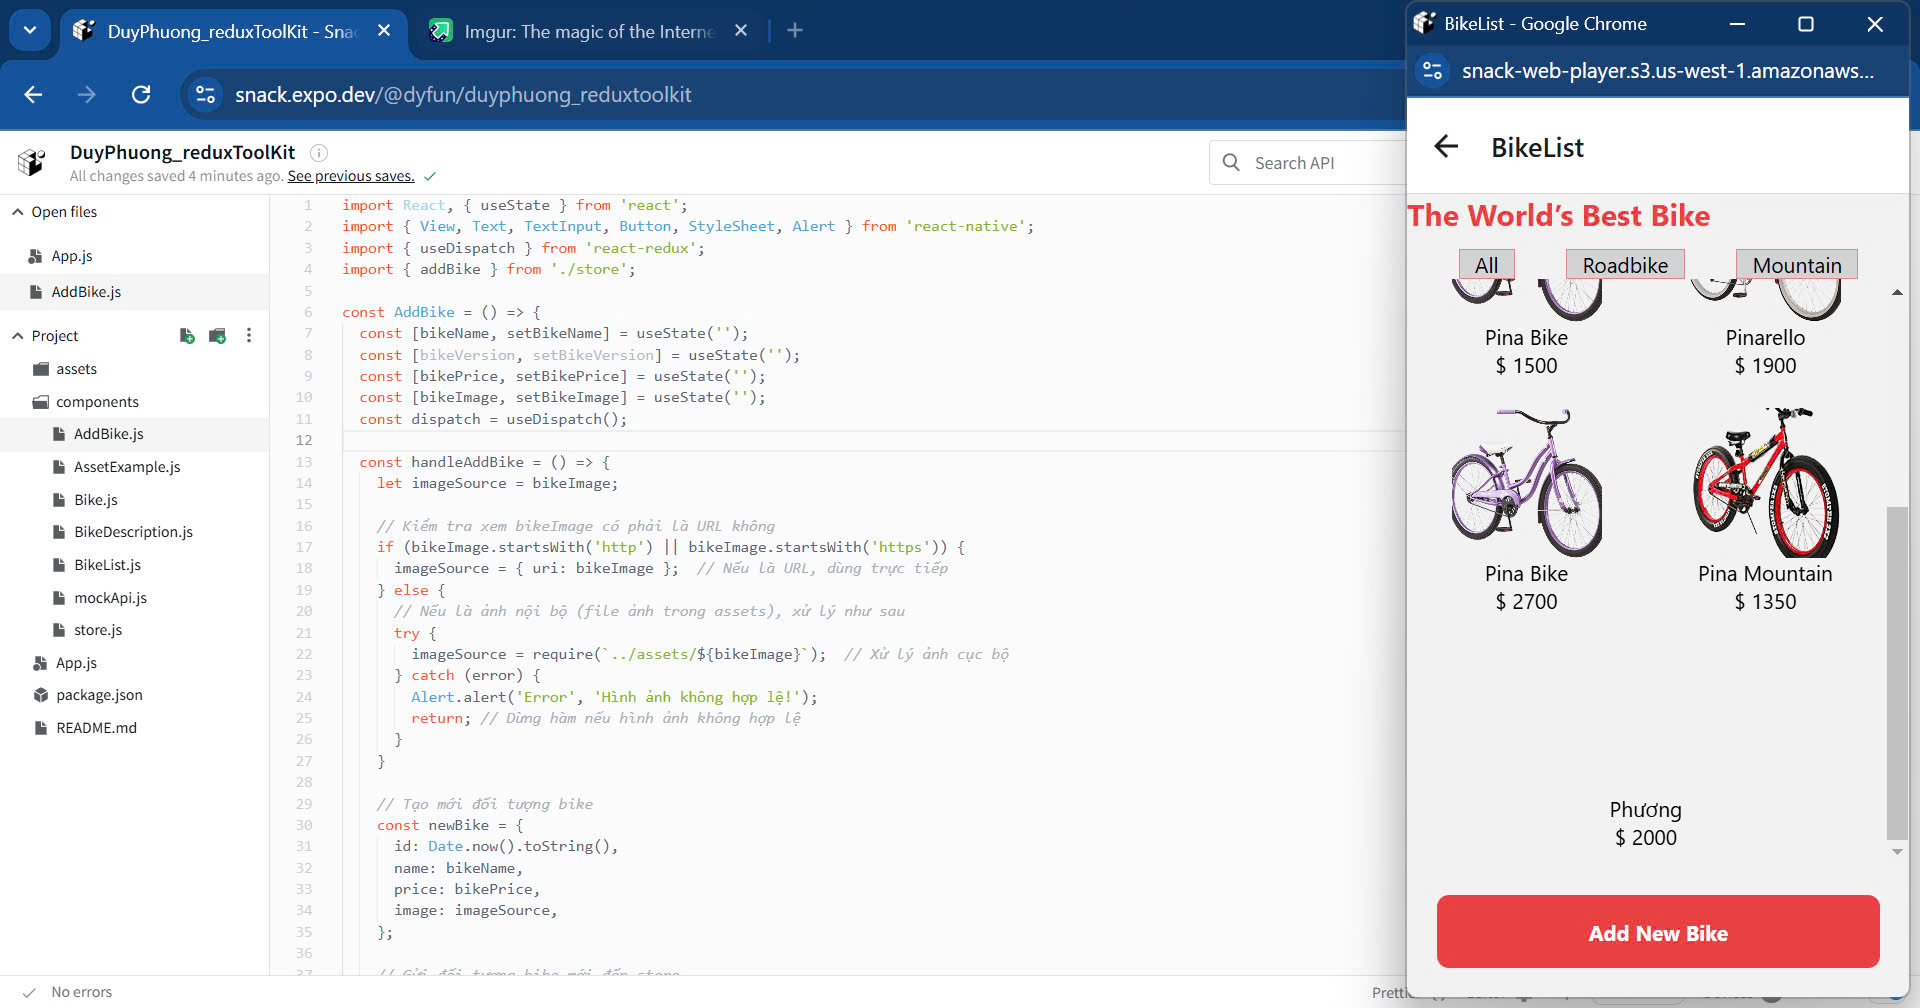 DuyPhuong_reduxToolKit - Sna
Imgur: The magic of the Interne
snack.expo.dev/@dyfun/duyphuong_reduxtoolkit
DuyPhuong_reduxToolKit
All changes saved 4 minutes ago. See previous saves.
Search API
Open files
App.js
AddBike.js
Project
assets
components
AddBike.js
AssetExample.js
Bike.js
BikeDescription.js
BikeList.js
mockApi.js
store.js
App.js
package.json
README.md
1 import React, { useState } from 'react';
2 import { View, Text, TextInput, Button, StyleSheet, Alert } from 'react-native';
3 import { useDispatch } from 'react-redux';
4 import { addBike } from './store';
5
6 const AddBike = () => {
7 const [bikeName, setBikeName] = useState('');
8 const [bikeVersion, setBikeVersion] = useState('');
9 const [bikePrice, setBikePrice] = useState('');
10 const [bikeImage, setBikeImage] = useState('');
11 const dispatch = useDispatch();
12
13 const handleAddBike = () => {
14 let imageSource = bikeImage;
15
16 // Kiểm tra xem bikeImage có phải là URL không
17 if (bikeImage.startsWith('http') || bikeImage.startsWith('https')) {
18 imageSource = { uri: bikeImage }; // Nếu là URL, dùng trực tiếp
19 } else {
20 // Nếu là ảnh nội bộ (file ảnh trong assets), xử lý như sau
21 try {
22 imageSource = require(`../assets/${bikeImage}`); // Xử lý ảnh cục bộ
23 } catch (error) {
24 Alert.alert('Error', 'Hình ảnh không hợp lệ!');
25 return; // Dừng hàm nếu hình ảnh không hợp lệ
26 }
27 }
28
29 // Tạo mới đối tượng bike
30 const newBike = {
31 id: Date.now().toString(),
32 name: bikeName,
33 price: bikePrice,
34 image: imageSource,
35 };
36
37 // Gửi đối tượng bike mới đến store
No errors
Pretti
BikeList - Google Chrome
snack-web-player.s3.us-west-1.amazonaws...
BikeList
The World's Best Bike
All
Roadbike
Mountain
Pina Bike
$ 1500
Pinarello
$ 1900
Pina Bike
$ 2700
Pina Mountain
$ 1350
Phương
$ 2000
Add New Bike